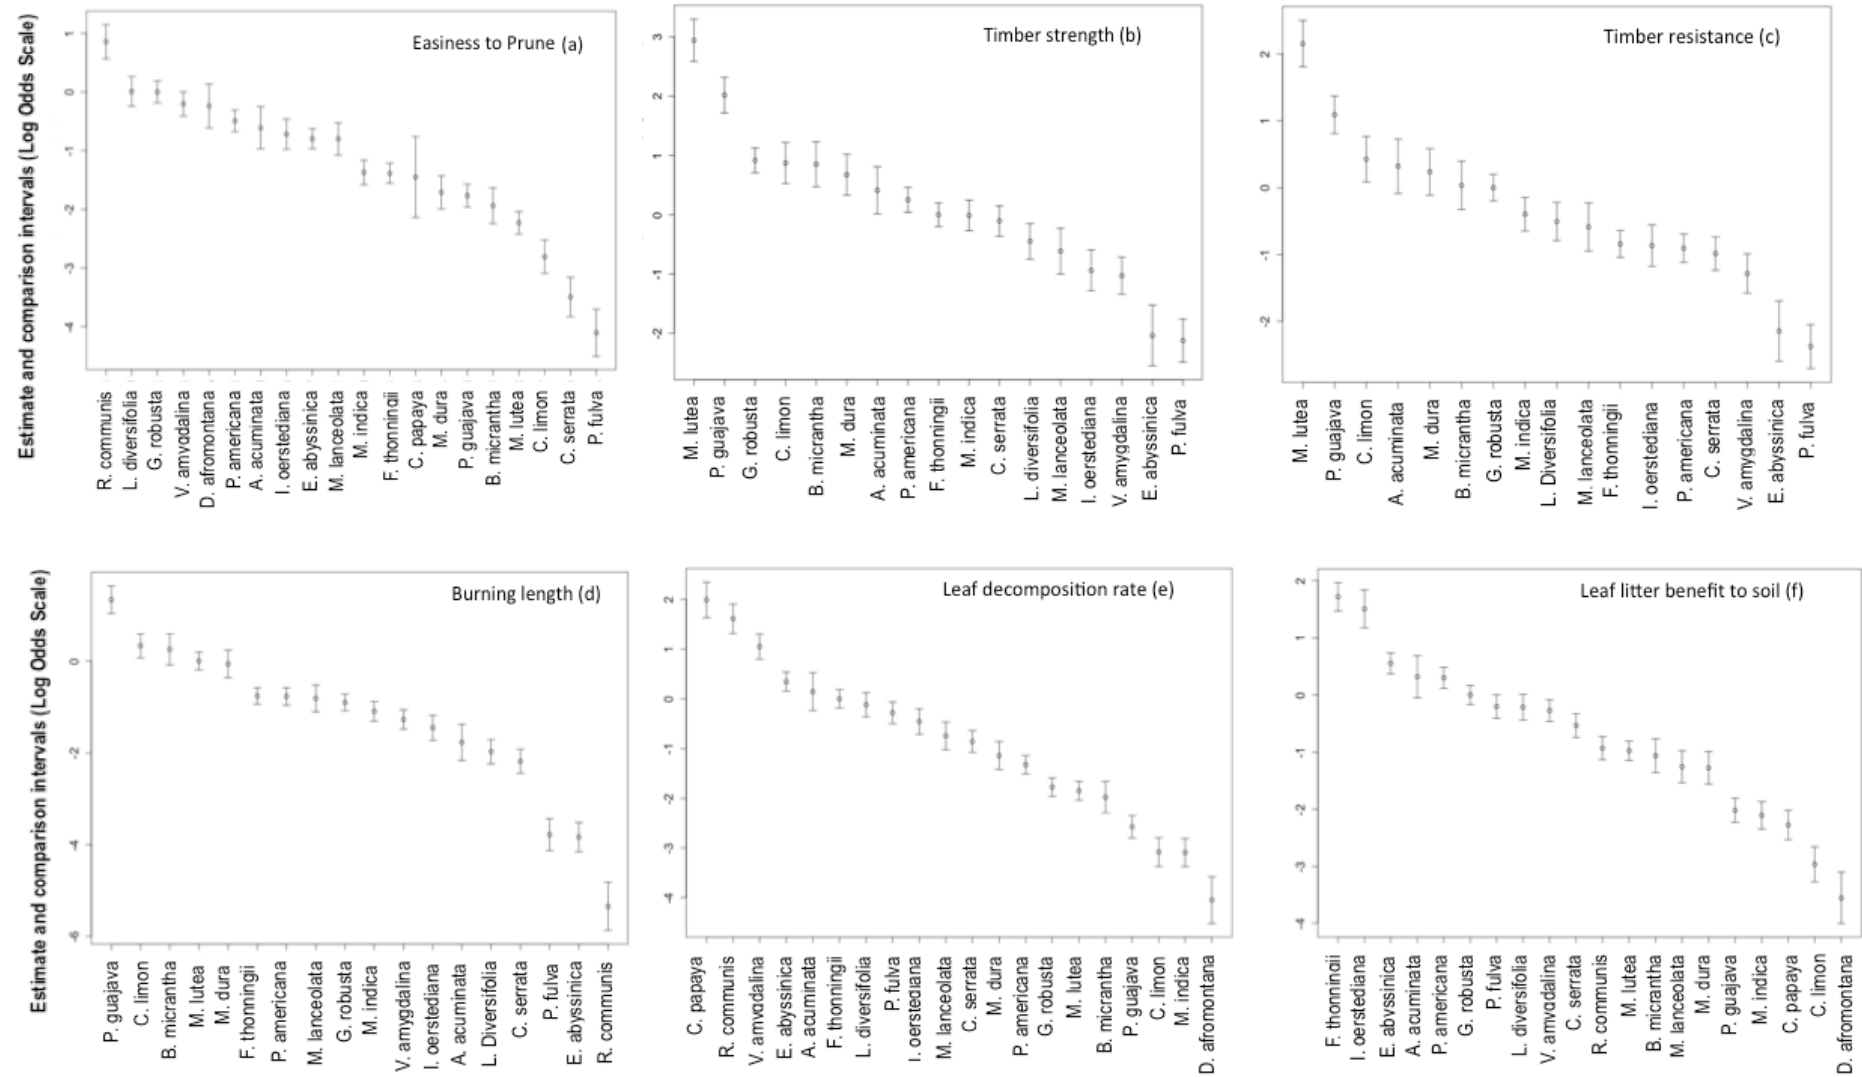 Estimate and comparison intervals (Log Odds Scale)
Easiness to Prune (a)
1
0
-1
-2
-3
-4
R. communis
L. diversifolia
G. robusta
V. amvodalina
D. afromontana
P. americana
A. acuminata
I. oerstediana
E. abyssinica
M. lanceolata
M. indica
F. thonningii
C. papaya
M. dura
P. guajava
B. micrantha
M. lutea
C. limon
C. serrata
P. fulva
Timber strength (b)
3
2
1
0
-1
-2
M. lutea
P. guajava
G. robusta
C. limon
B. micrantha
M. dura
A. acuminata
P. americana
F. thonningii
M. indica
C. serrata
L. diversifolia
M. lanceolata
I. oerstediana
V. amygdalina
E. abyssinica
P. fulva
Timber resistance (c)
2
1
0
-1
-2
M. lutea
P. guajava
C. limon
A. acuminata
M. dura
B. micrantha
G. robusta
M. indica
L. Diversifolia
M. lanceolata
F. thonningii
I. oerstediana
P. americana
C. serrata
V. amygdalina
E. abyssinica
P. fulva
Estimate and comparison intervals (Log Odds Scale)
Burning length (d)
0
-2
-4
-6
P. guajava
C. limon
B. micrantha
M. lutea
M. dura
F. thonningii
P. americana
M. lanceolata
G. robusta
M. indica
V. amygdalina
I. oerstediana
A. acuminata
L. Diversifolia
C. serrata
P. fulva
E. abyssinica
R. communis
Leaf decomposition rate (e)
2
1
0
-1
-2
-3
-4
C. papaya
R. communis
V. amvodalina
E. abyssinica
A. acuminata
F. thonningii
L. diversifolia
P. fulva
I. oerstediana
M. lanceolata
C. serrata
M. dura
P. americana
G. robusta
M. lutea
B. micrantha
P. guajava
C. limon
M. indica
D. afromontana
Leaf litter benefit to soil (f)
2
1
0
-1
-2
-3
-4
F. thonnindii
I. oerstediana
E. abvssinica
A. acuminata
P. americana
G. robusta
P. fulva
L. diversifolia
V. amvodalina
C. serrata
R. communis
M. lutea
B. micrantha
M. lanceolata
M. dura
P. guajava
M. indica
C. papaya
C. limon
D. afromontana